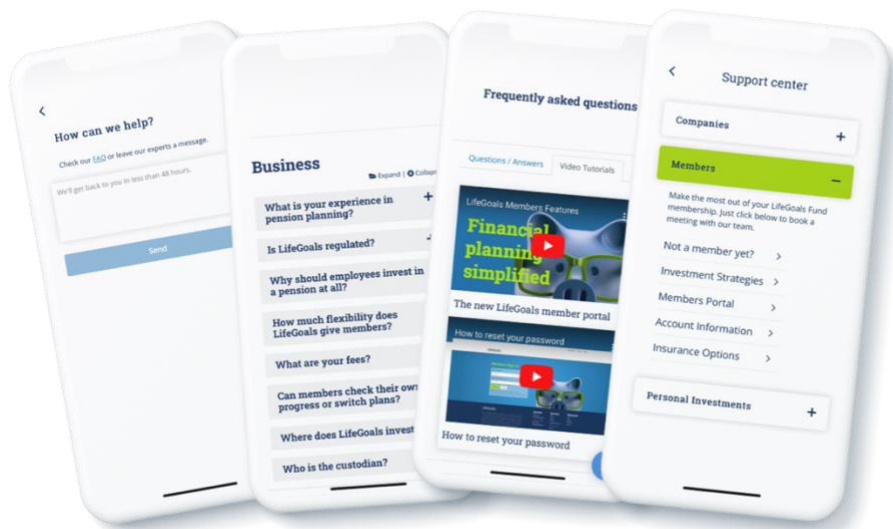 How can we help?
Check our FAQ or leave our experts a message.
We'll get back to you in less than 48 hours.
Send
Business
Expand | Collaps
What is your experience in
pension planning?
Is LifeGoals regulated?
Why should employees invest in
a pension at all?
How much flexibility does
LifeGoals give members?
What are your fees?
Can members check their own
progress or switch plans?
Where does LifeGoals invest
Who is the custodian?
Frequently asked questions
Questions / Answers
Video Tutorials
LifeGoals Members Features
Financial
planning
simplified
The new LifeGoals member portal
How to reset your password
How to reset your password
Support center
Companies
Members
Make the most out of your LifeGoals Fund
membership. Just click below to book a
meeting with our team.
Not a member yet?
Investment Strategies
Members Portal
Account Information
Insurance Options
Personal Investments